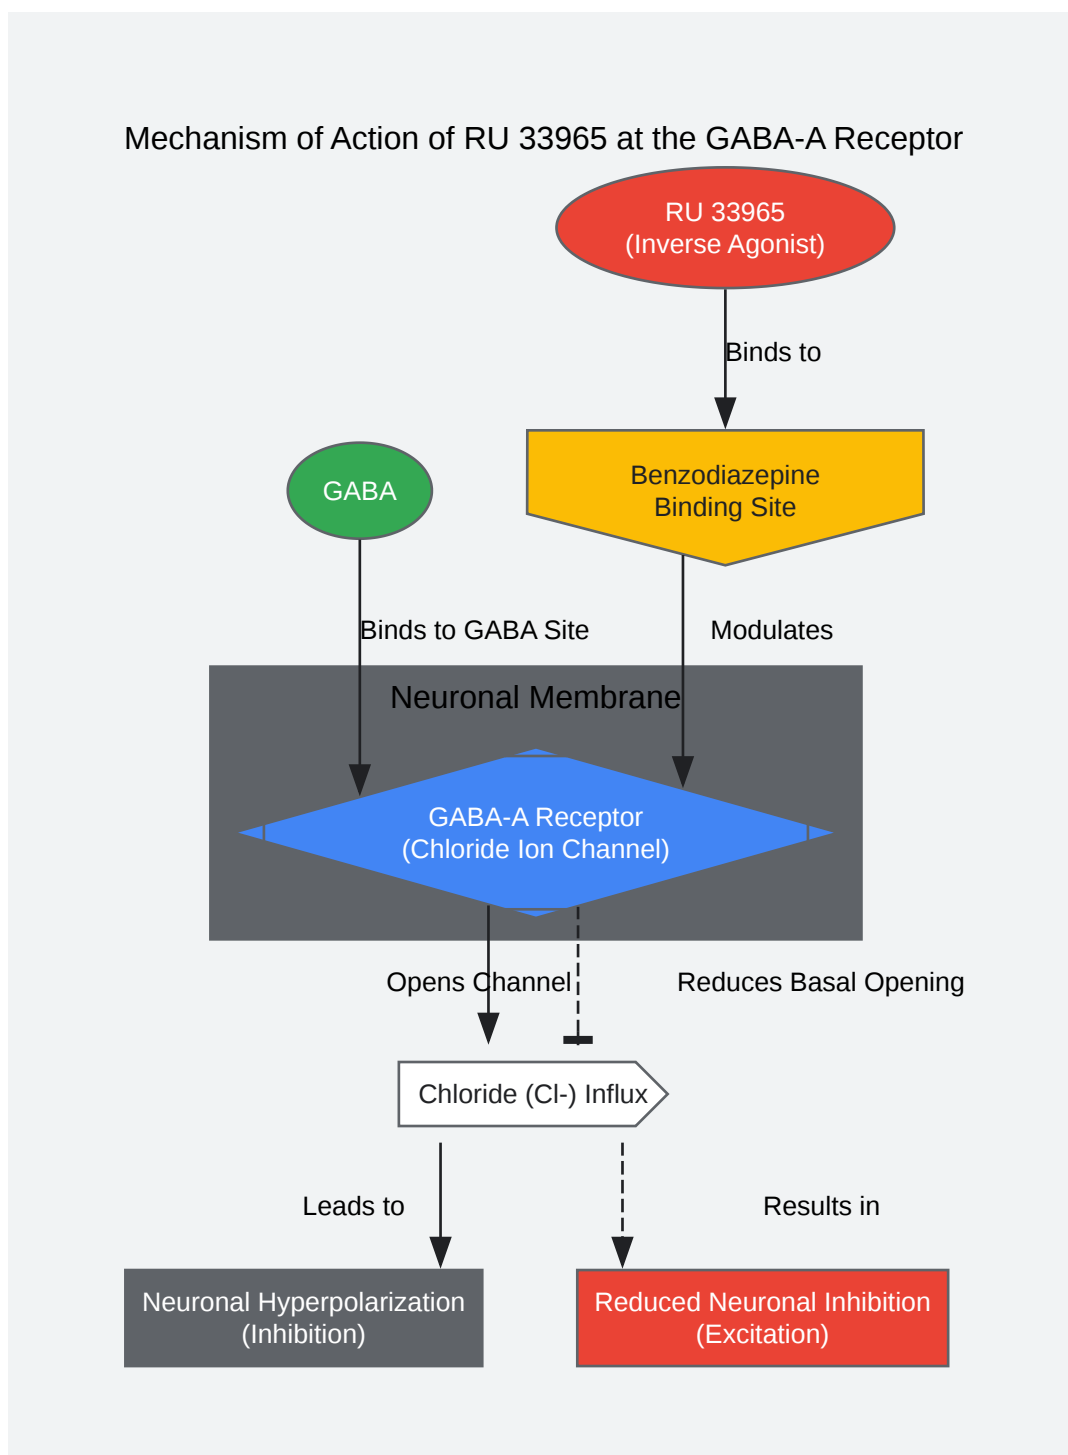 Mechanism of Action of RU 33965 at the GABA-A Receptor
RU 33965
(Inverse Agonist)
Binds to
GABA
Benzodiazepine
Binding Site
Binds to GABA Site
Modulates
Neuronal Membrane
GABA-A Receptor
(Chloride Ion Channel)
Opens Channel
Reduces Basal Opening
Chloride (Cl-) Influx
Leads to
Results in
Neuronal Hyperpolarization
(Inhibition)
Reduced Neuronal Inhibition
(Excitation)